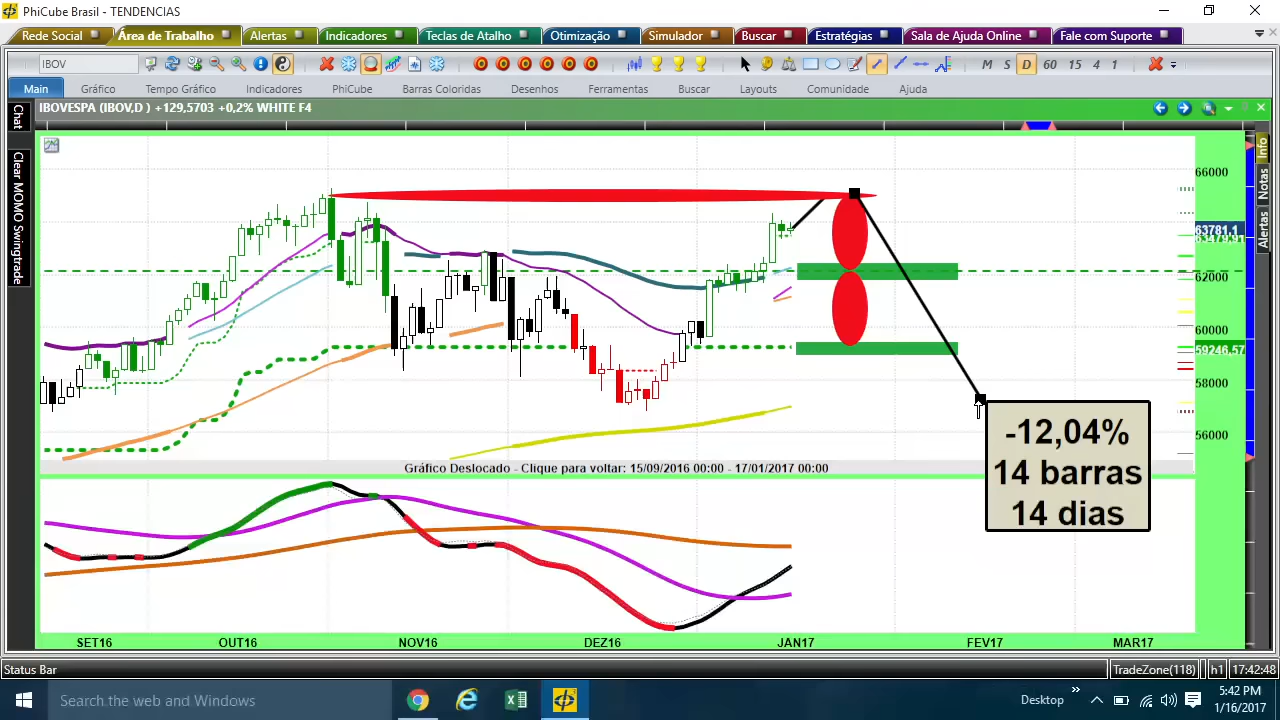 PhiCube Brasil - TENDENCIAS
Rede Social Área de Trabalho Alertas Indicadores Teclas de Atalho Otimização Simulador Buscar Estratégias Sala de Ajuda Online Fale com Suporte
IBOV M S D 60 15 4 1
Main Gráfico Tempo Gráfico Indicadores PhiCube Barras Coloridas Desenhos Ferramentas Buscar Layouts Comunidade Ajuda
IBOVESPA (IBOV,D ) +129,5703 +0,2% WHITE F4
Chat
Clear MOMO Swingtrade
Info
Notas
Alertas
66000
63781,1
63479,91
62000
60000
59246,57
58000
56000
-12,04%
14 barras
14 dias
Gráfico Deslocado - Clique para voltar: 15/09/2016 00:00 - 17/01/2017 00:00
SET16 OUT16 NOV16 DEZ16 JAN17 FEV17 MAR17
Status Bar TradeZone(118) h1 17:42:48
Search the web and Windows Desktop 5:42 PM
1/16/2017